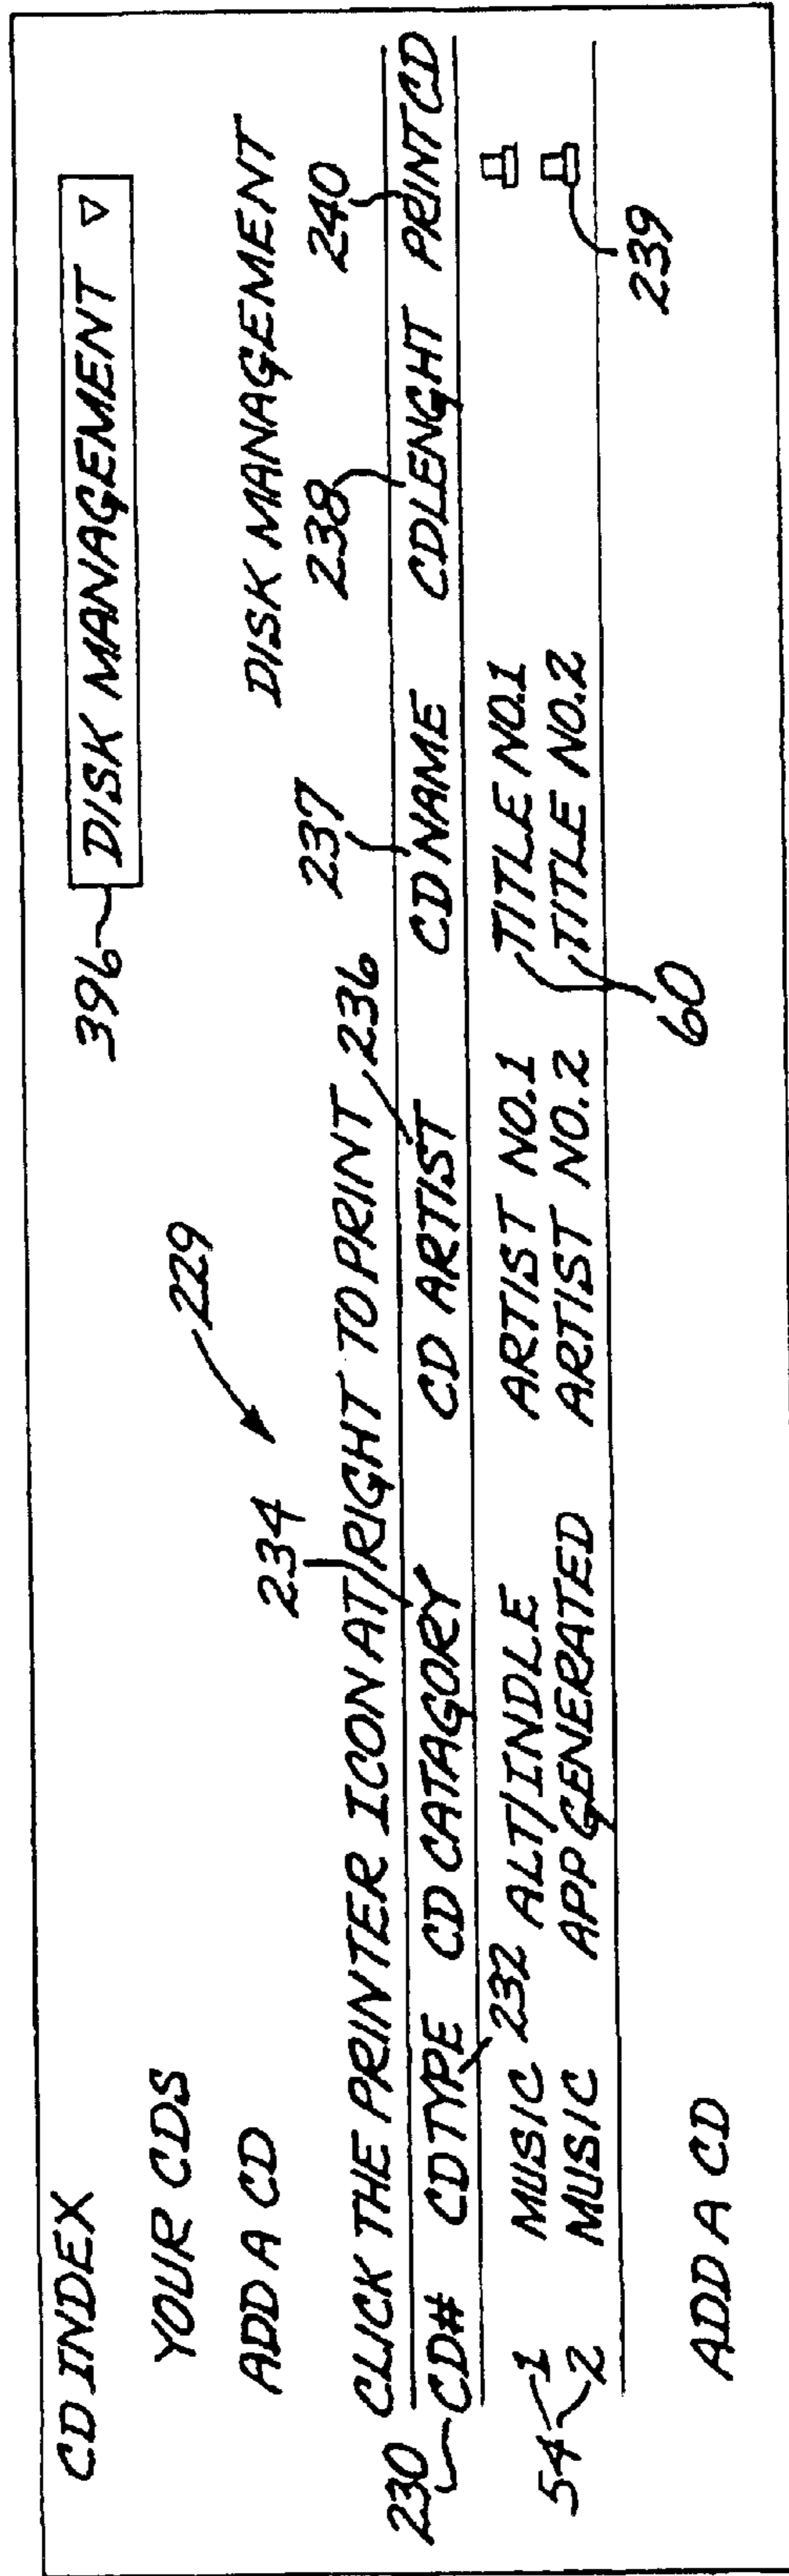 CD INDEX
396 DISK MANAGEMENT ▽
YOUR CDS
229
ADD A CD
DISK MANAGEMENT
234
CLICK THE PRINTER ICON AT RIGHT TO PRINT 236 237 238 240
230 CD# CD TYPE CD CATAGORY CD ARTIST CD NAME CD LENGHT PRINT CD
232
54 1 MUSIC ALT/INDLE ARTIST NO.1 TITLE NO.1
2 MUSIC APP GENERATED ARTIST NO.2 TITLE NO.2
60 239
ADD A CD